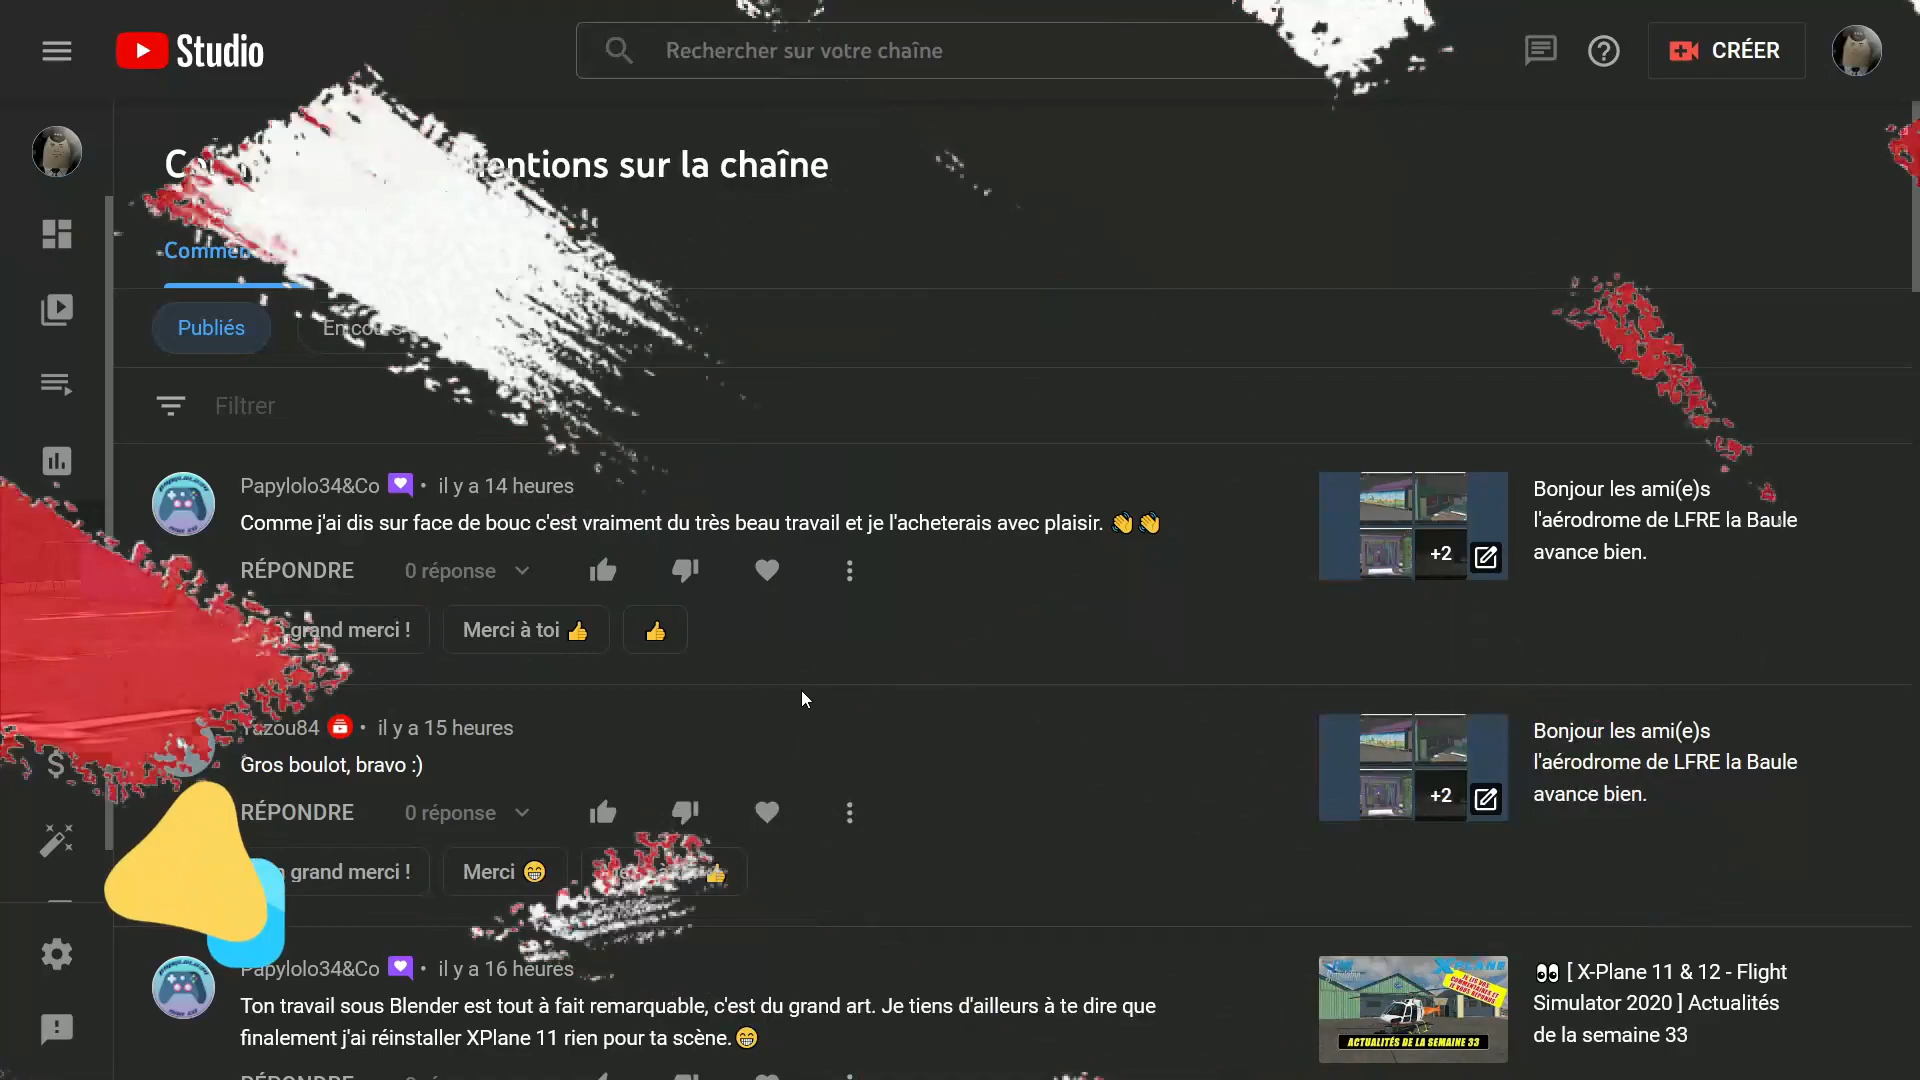 Studio
Rechercher sur votre chaîne
CRÉER
sur la chaîne
Publiés
Filtrer
Papylolo34&Co • il y a 14 heures
Comme j'ai dis sur face de bouc c'est vraiment du très beau travail et je l'acheterais avec plaisir. 👋👋
RÉPONDRE 0 réponse
grand merci !
Merci à toi 👍
👍
+2
Bonjour les ami(e)s
l'aérodrome de LFRE la Baule
avance bien.
• il y a 15 heures
Gros boulot, bravo :)
RÉPONDRE 0 réponse
grand merci !
Merci 😁
👍
+2
Bonjour les ami(e)s
l'aérodrome de LFRE la Baule
avance bien.
Papylolo34&Co • il y a 16 heures
Ton travail sous Blender est tout à fait remarquable, c'est du grand art. Je tiens d'ailleurs à te dire que
finalement j'ai réinstaller XPlane 11 rien pour ta scène. 😁
RÉPONDRE
X-PLANE
ACTUALITÉS DE LA SEMAINE 33
👀 [ X-Plane 11 & 12 - Flight
Simulator 2020 ] Actualités
de la semaine 33